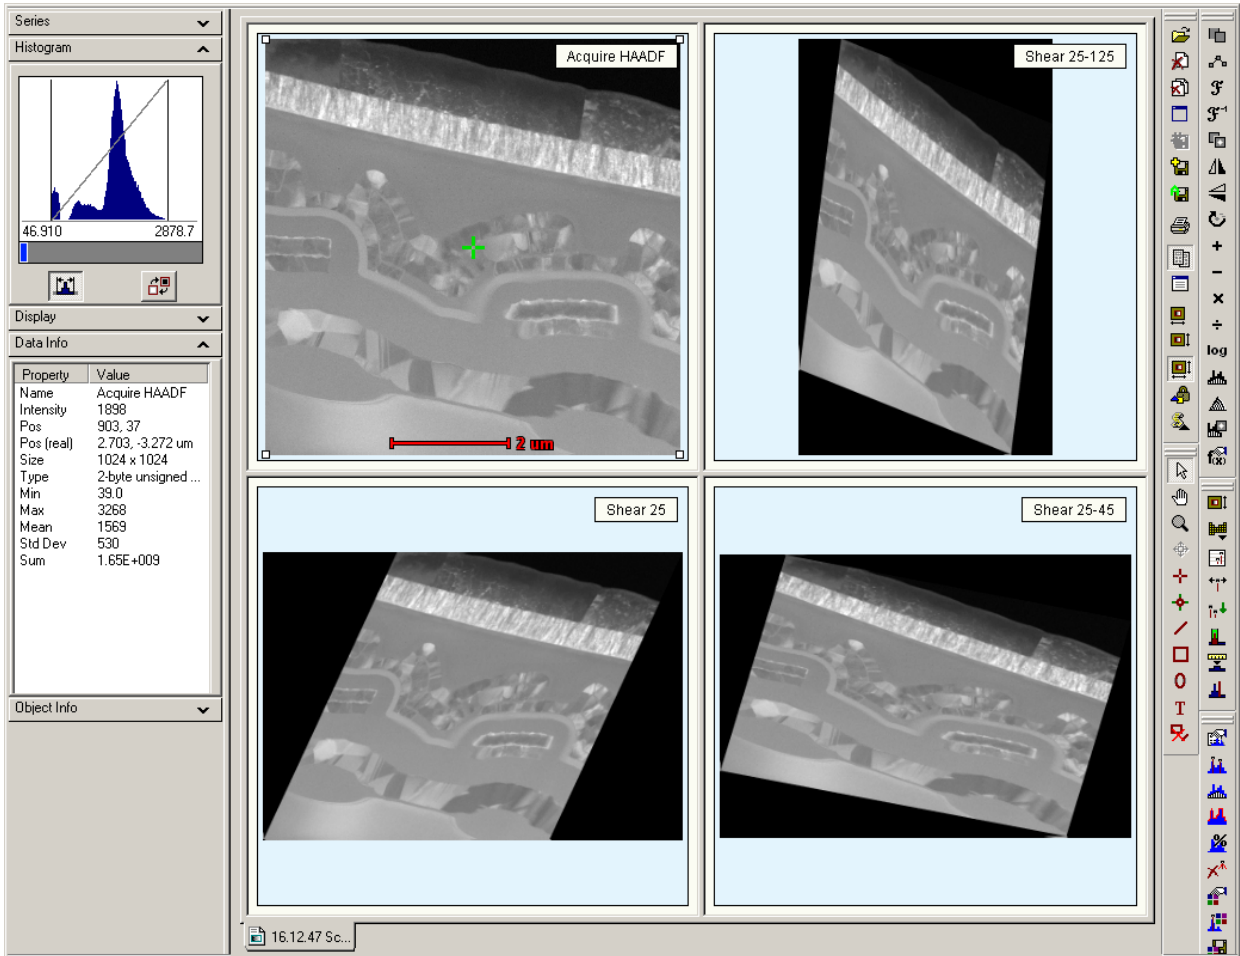 Series
Histogram
46.910 2878.7
Display
Data Info
Property Value
Name Acquire HAADF
Intensity 1898
Pos 903, 37
Pos (real) 2.703, -3.272 um
Size 1024 x 1024
Type 2-byte unsigned ...
Min 39.0
Max 3268
Mean 1569
Std Dev 530
Sum 1.65E+009
Object Info
Acquire HAADF
2 um
Shear 25-125
Shear 25
Shear 25-45
16.12.47 Sc...
T
ℱ
ℱ⁻¹
+
−
×
÷
log
f(x)
%